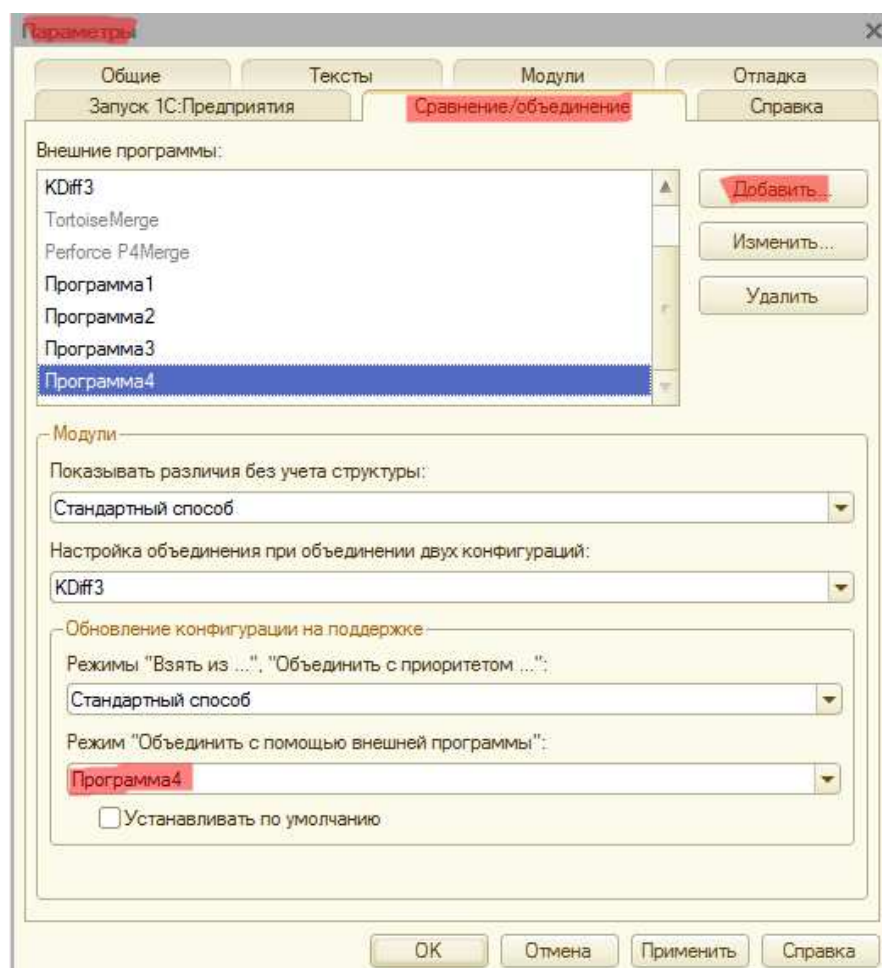 Параметры
Общие Тексты Модули Отладка
Запуск 1С:Предприятия Сравнение/объединение Справка
Внешние программы:
KDiff3 Добавить...
TortoiseMerge
Perforce P4Merge Изменить...
Программа1
Программа2 Удалить
Программа3
Программа4
Модули
Показывать различия без учета структуры:
Стандартный способ
Настройка объединения при объединении двух конфигураций:
KDiff3
Обновление конфигурации на поддержке
Режимы "Взять из ...", "Объединить с приоритетом ...":
Стандартный способ
Режим "Объединить с помощью внешней программы":
Программа4
Устанавливать по умолчанию
OK Отмена Применить Справка